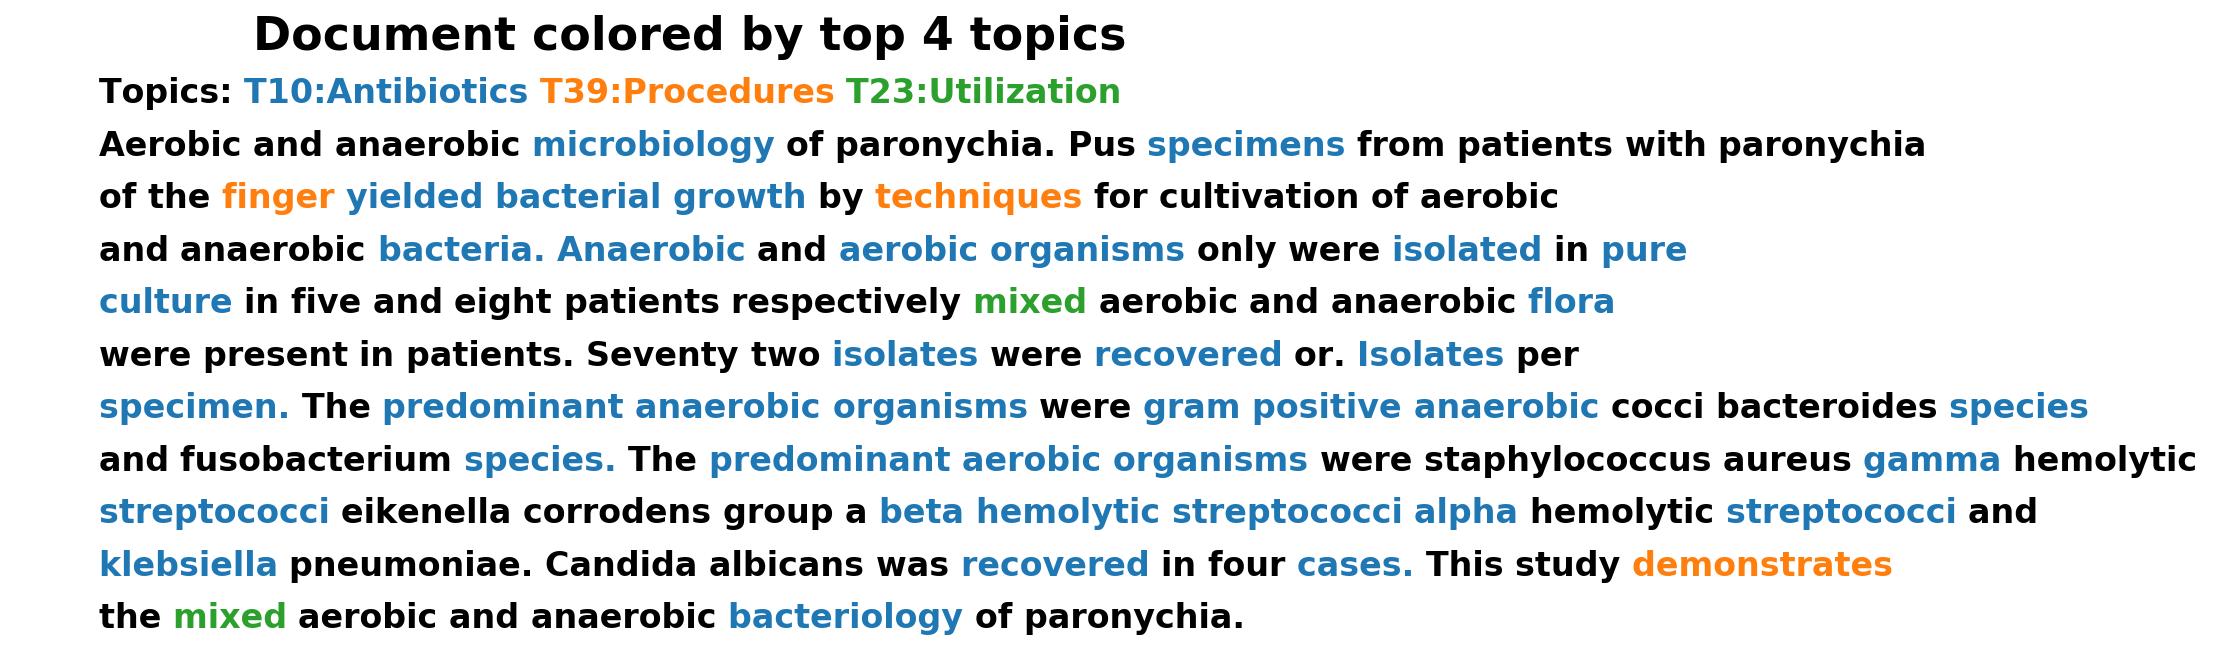 Document colored by top 4 topics
Topics: T10:Antibiotics T39:Procedures T23:Utilization
Aerobic and anaerobic microbiology of paronychia. Pus specimens from patients with paronychia
of the finger yielded bacterial growth by techniques for cultivation of aerobic
and anaerobic bacteria. Anaerobic and aerobic organisms only were isolated in pure
culture in five and eight patients respectively mixed aerobic and anaerobic flora
were present in patients. Seventy two isolates were recovered or. Isolates per
specimen. The predominant anaerobic organisms were gram positive anaerobic cocci bacteroides species
and fusobacterium species. The predominant aerobic organisms were staphylococcus aureus gamma hemolytic
streptococci eikenella corrodens group a beta hemolytic streptococci alpha hemolytic streptococci and
klebsiella pneumoniae. Candida albicans was recovered in four cases. This study demonstrates
the mixed aerobic and anaerobic bacteriology of paronychia.